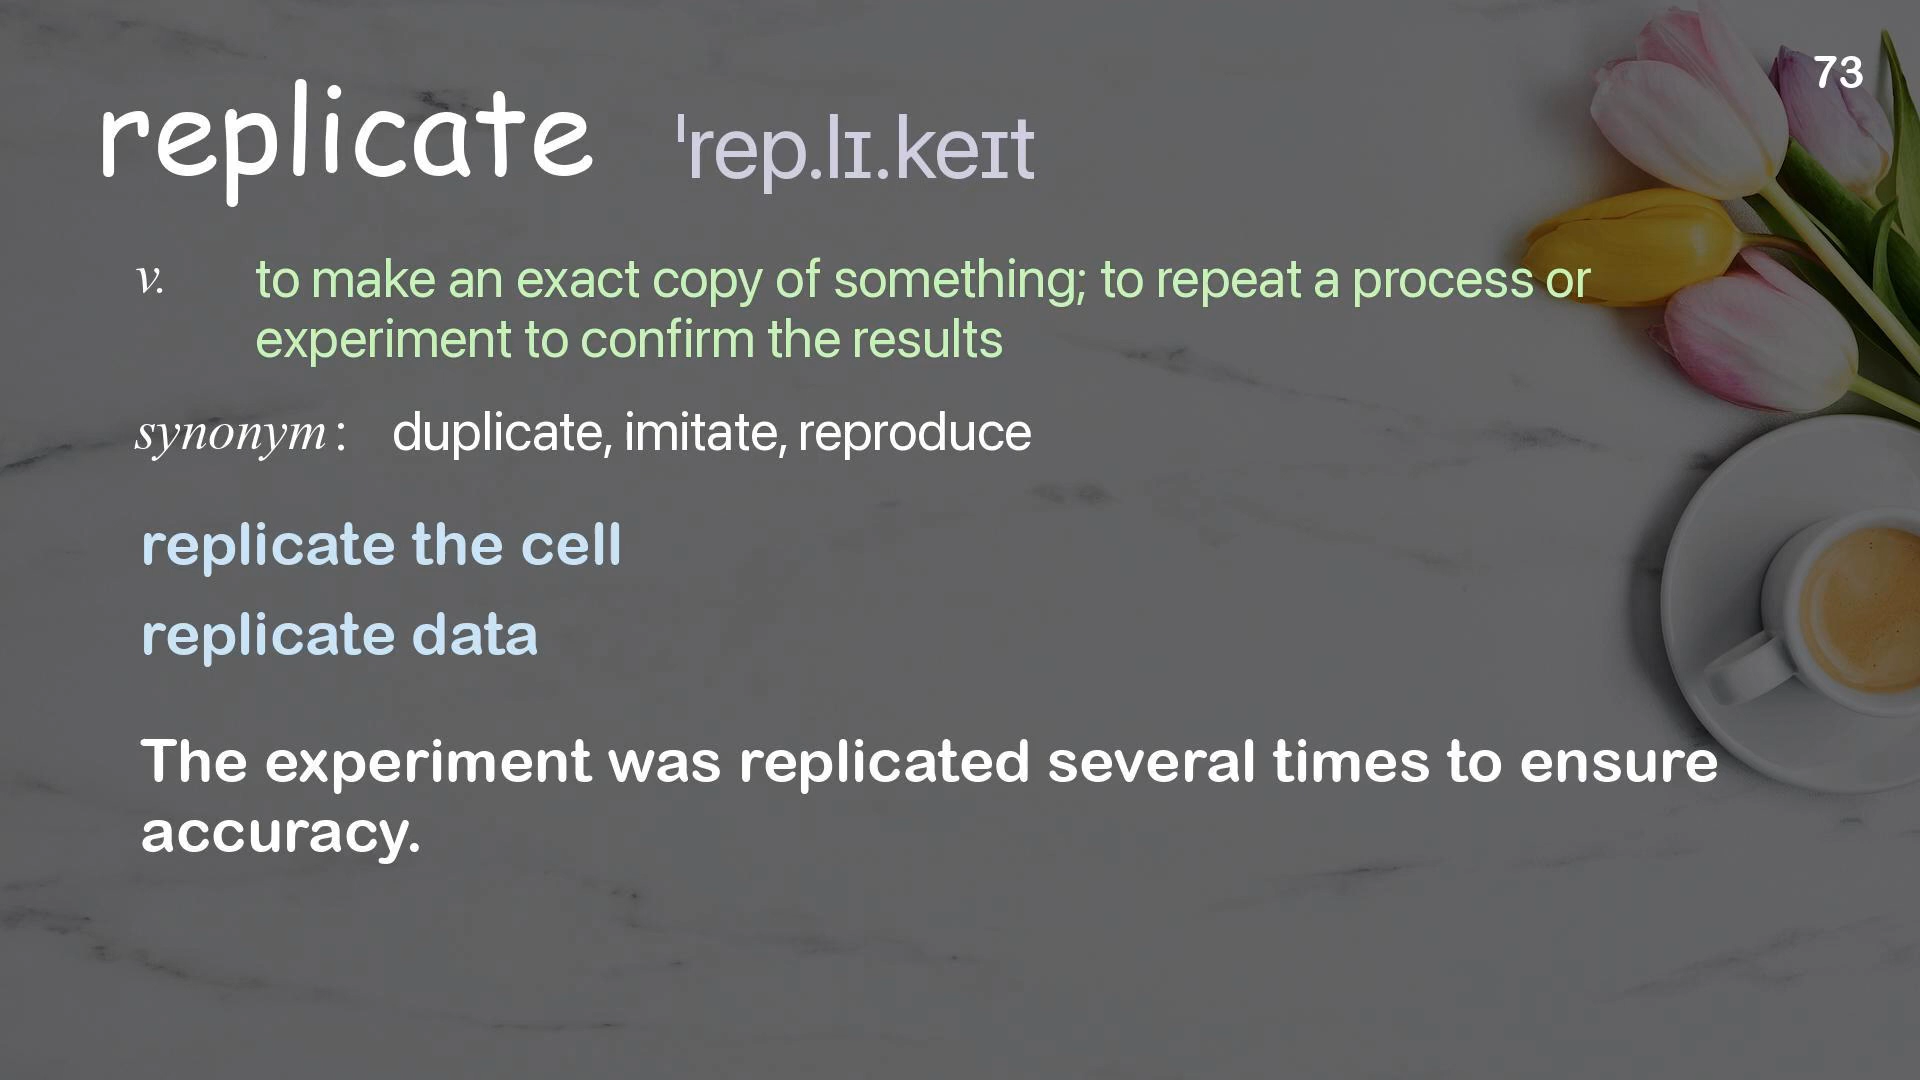 73
replicate ˈrep.lɪ.keɪt
v. to make an exact copy of something; to repeat a process or
experiment to confirm the results
synonym : duplicate, imitate, reproduce
replicate the cell
replicate data
The experiment was replicated several times to ensure
accuracy.